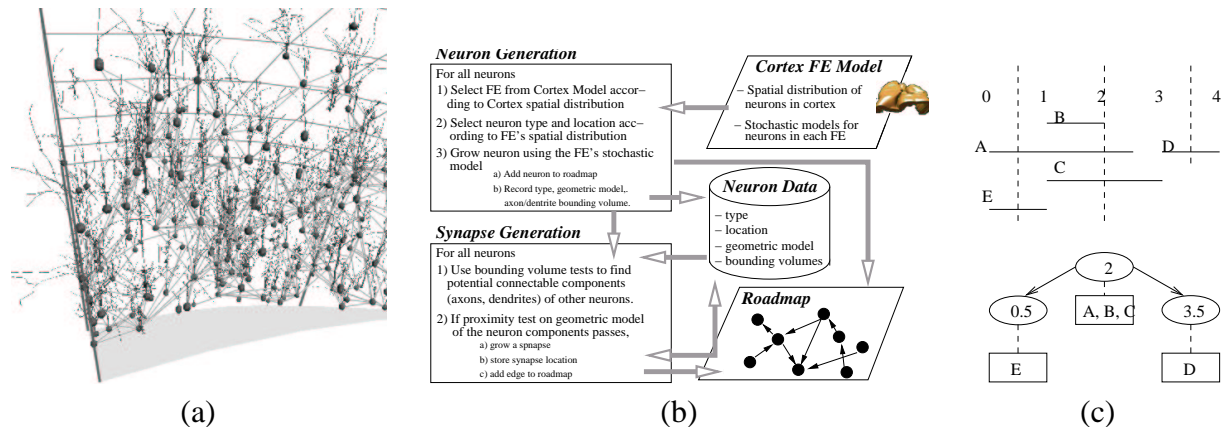 Neuron Generation
For all neurons
1) Select FE from Cortex Model accor–
ding to Cortex spatial distribution
2) Select neuron type and location acc–
ording to FE's spatial distribution
3) Grow neuron using the FE's stochastic
model
a) Add neuron to roadmap
b) Record type, geometric model,.
axon/dentrite bounding volume.
Cortex FE Model
– Spatial distribution of
neurons in cortex
– Stochastic models for
neurons in each FE
Neuron Data
– type
– location
– geometric model
– bounding volumes
Synapse Generation
For all neurons
1) Use bounding volume tests to find
potential connectable components
(axons, dendrites) of other neurons.
2) If proximity test on geometric model
of the neuron components passes,
a) grow a spnapse
b) store synapse location
c) add edge to roadmap
Roadmap
0 1 2 3 4
B
A D
C
E
2
0.5 A, B, C 3.5
E D
(a) (b) (c)